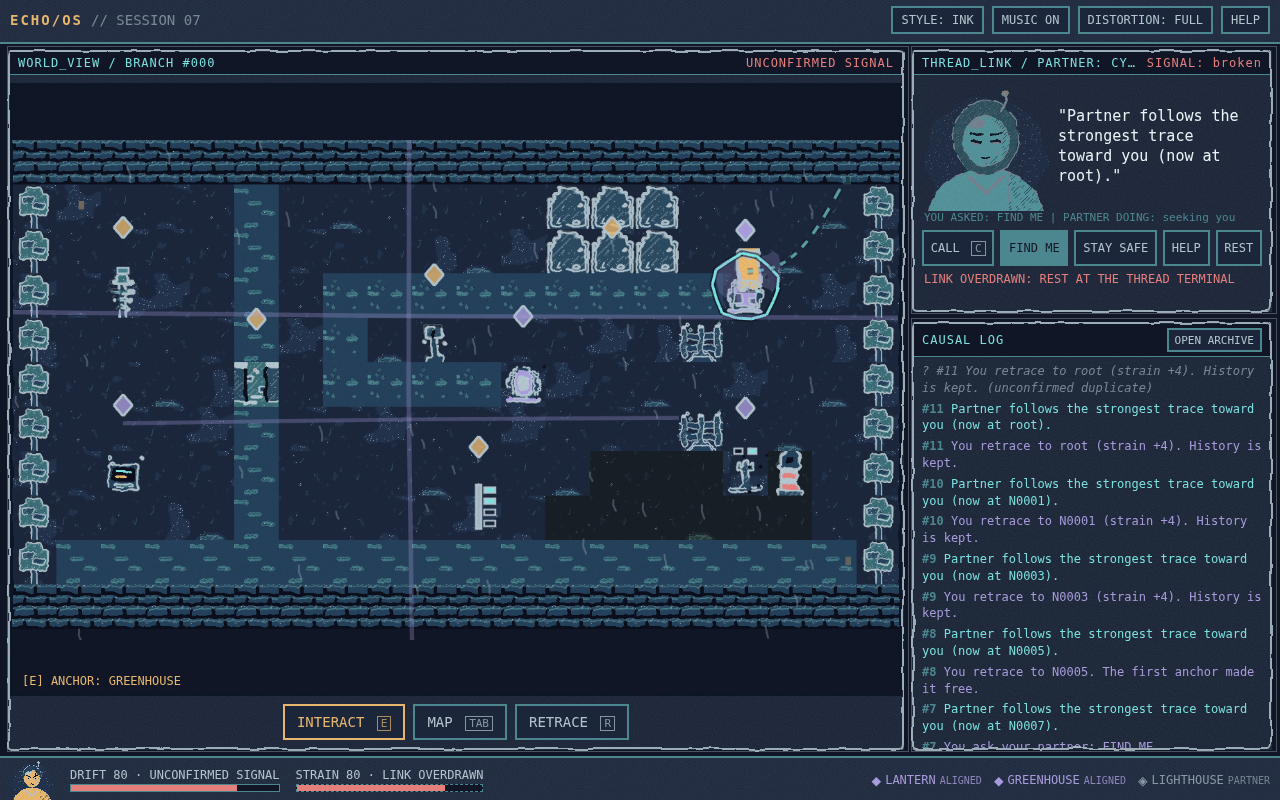 ECHO/OS // SESSION 07
STYLE: INK
MUSIC ON
DISTORTION: FULL
HELP
WORLD_VIEW / BRANCH #000
UNCONFIRMED SIGNAL
[E] ANCHOR: GREENHOUSE
INTERACT E
MAP TAB
RETRACE R
THREAD_LINK / PARTNER: CY…
SIGNAL: broken
"Partner follows the
strongest trace
toward you (now at
root)."
YOU ASKED: FIND ME | PARTNER DOING: seeking you
CALL C
FIND ME
STAY SAFE
HELP
REST
LINK OVERDRAWN: REST AT THE THREAD TERMINAL
CAUSAL LOG
OPEN ARCHIVE
? #11 You retrace to root (strain +4). History
is kept. (unconfirmed duplicate)
#11 Partner follows the strongest trace toward
you (now at root).
#11 You retrace to root (strain +4). History is
kept.
#10 Partner follows the strongest trace toward
you (now at N0001).
#10 You retrace to N0001 (strain +4). History
is kept.
#9 Partner follows the strongest trace toward
you (now at N0003).
#9 You retrace to N0003 (strain +4). History is
kept.
#8 Partner follows the strongest trace toward
you (now at N0005).
#8 You retrace to N0005. The first anchor made
it free.
#7 Partner follows the strongest trace toward
you (now at N0007).
#7 You ask your partner: FIND ME
DRIFT 80 · UNCONFIRMED SIGNAL
STRAIN 80 · LINK OVERDRAWN
◆ LANTERN ALIGNED
◆ GREENHOUSE ALIGNED
◈ LIGHTHOUSE PARTNER